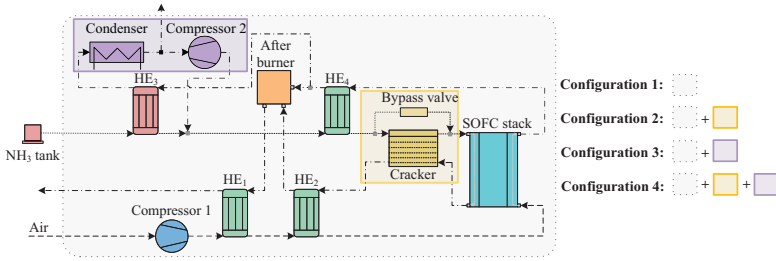 Condenser
Compressor 2
After
burner
HE₃
HE₄
Bypass valve
SOFC stack
NH₃ tank
Cracker
HE₁
HE₂
Compressor 1
Air
Configuration 1:
Configuration 2: +
Configuration 3: +
Configuration 4: + +